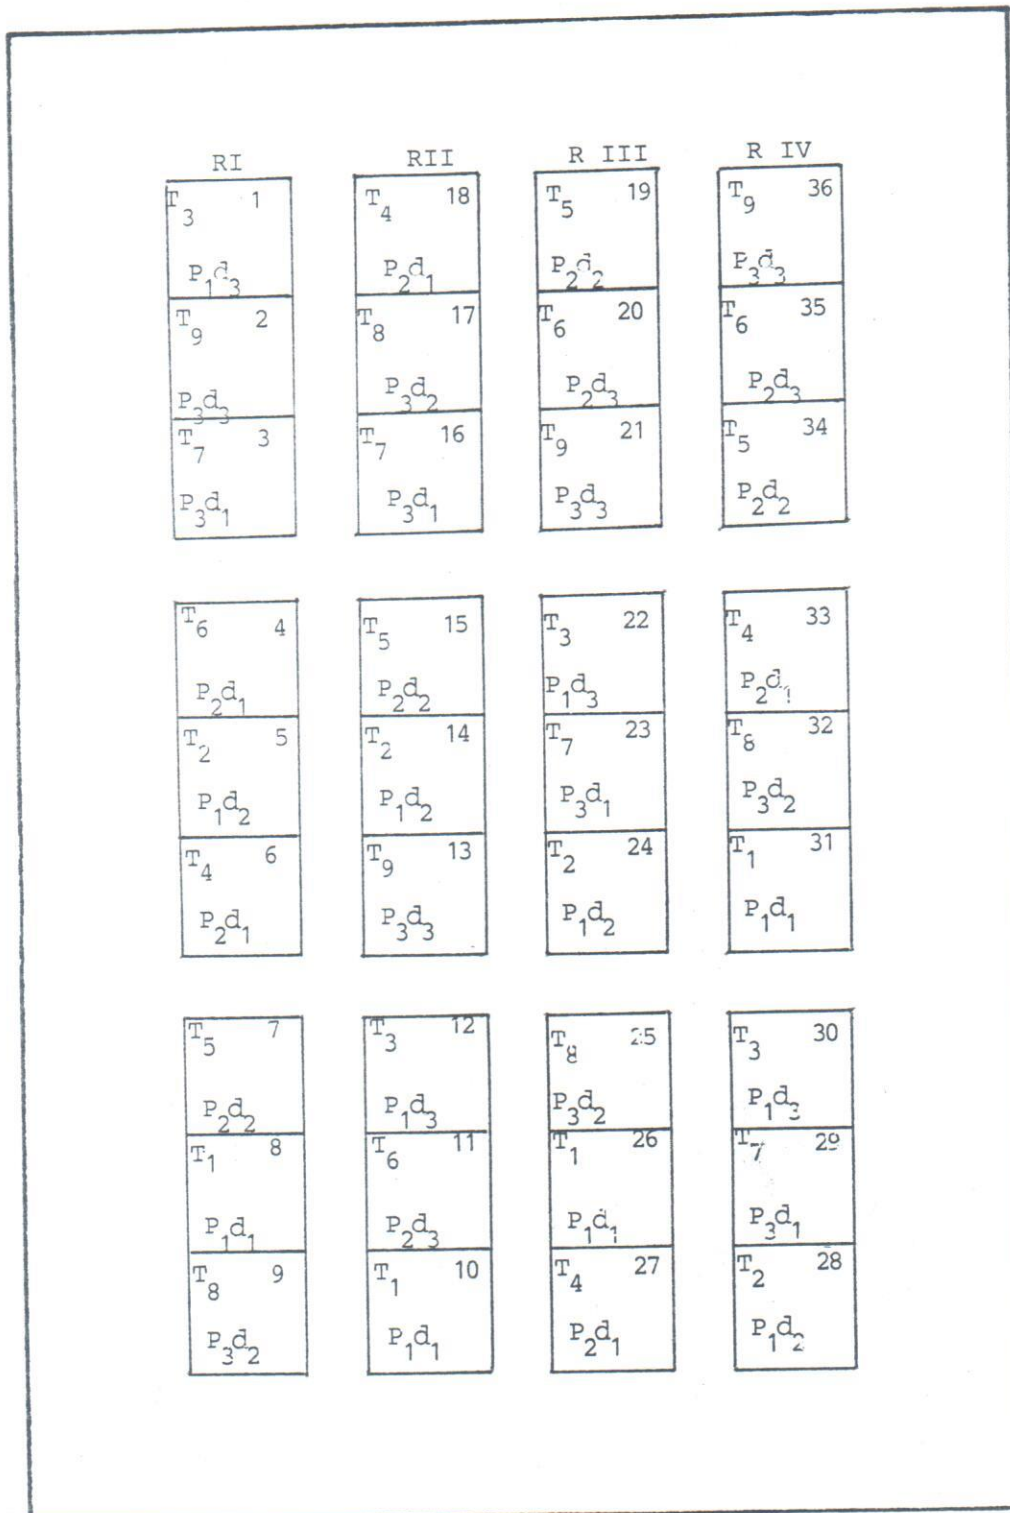 RI RII R III R IV
T3 1 T4 18 T5 19 T9 36
P1d3 P2d1 P2d2 P3d3
T9 2 T8 17 T6 20 T6 35
P3d3 P3d2 P2d3 P2d3
T7 3 T7 16 T9 21 T5 34
P3d1 P3d1 P3d3 P2d2
T6 4 T5 15 T3 22 T4 33
P2d1 P2d2 P1d3 P2d1
T2 5 T2 14 T7 23 T8 32
P1d2 P1d2 P3d1 P3d2
T4 6 T9 13 T2 24 T1 31
P2d1 P3d3 P1d2 P1d1
T5 7 T3 12 T8 25 T3 30
P2d2 P1d3 P3d2 P1d3
T1 8 T6 11 T1 26 T7 29
P1d1 P2d3 P1d1 P3d1
T8 9 T1 10 T4 27 T2 28
P3d2 P1d1 P2d1 P1d2